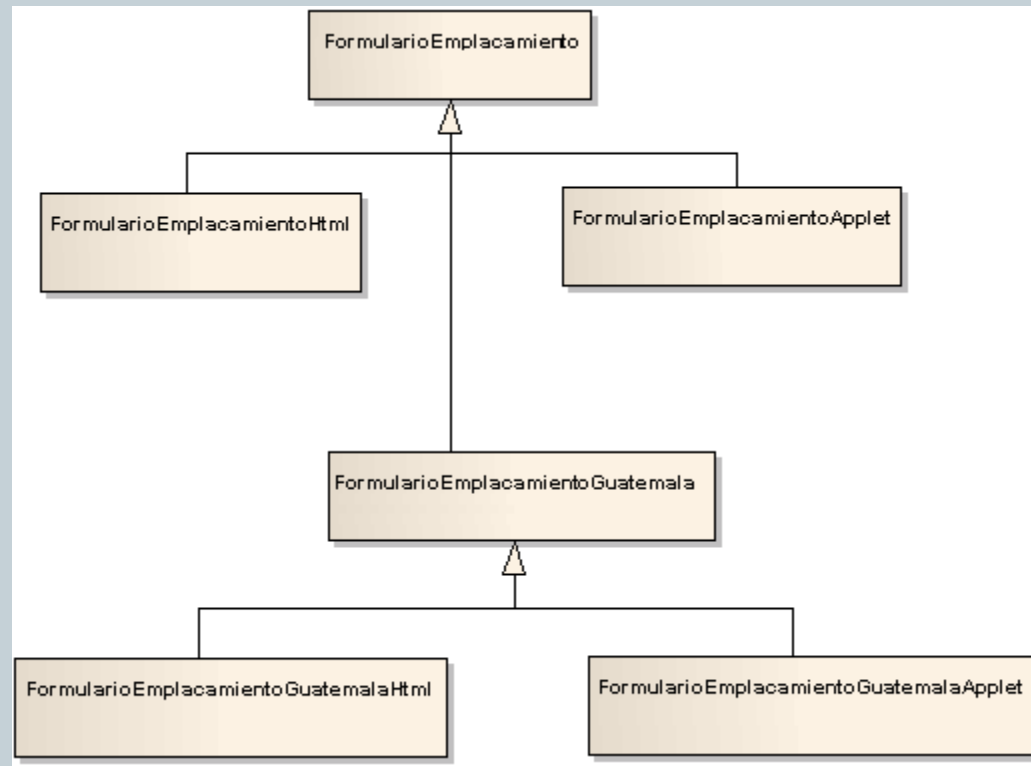 FormularioEmplacamiento
FormularioEmplacamientoHtml
FormularioEmplacamientoApplet
FormularioEmplacamientoGuatemala
FormularioEmplacamientoGuatemalaHtml
FormularioEmplacamientoGuatemalaApplet